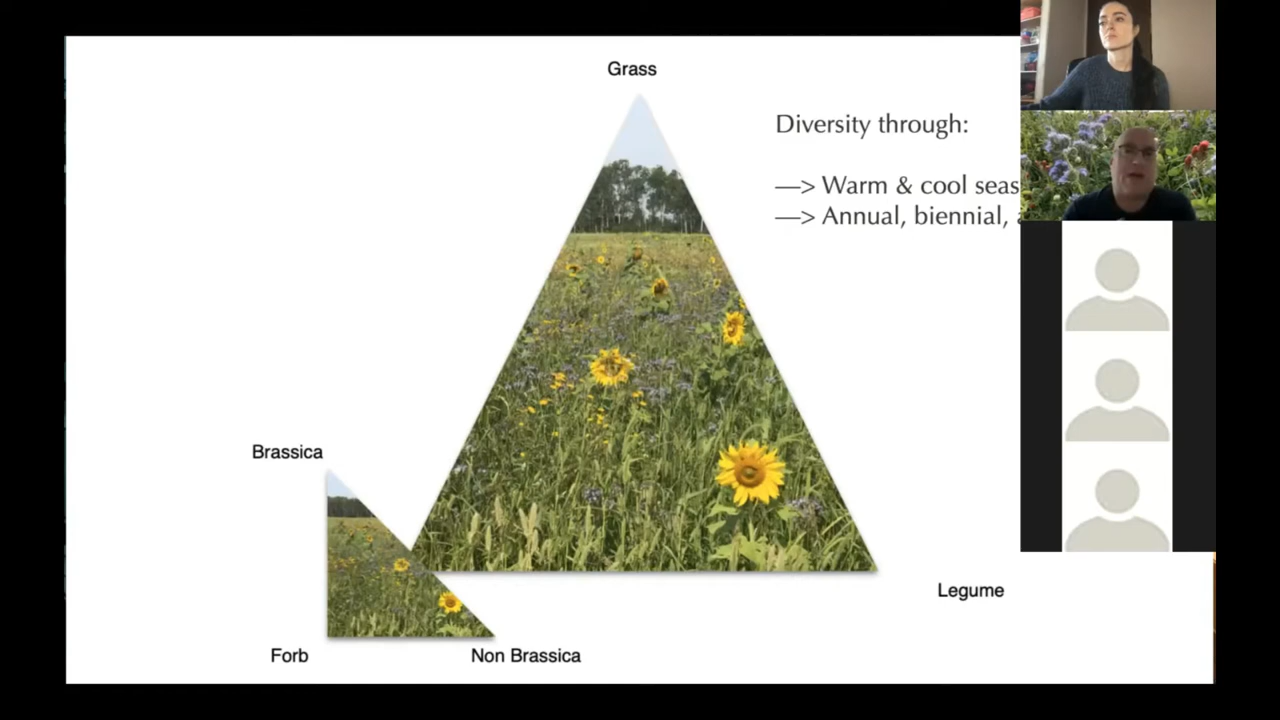 Grass
Diversity through:
—> Warm & cool seas
—> Annual, biennial,
Brassica
Legume
Forb
Non Brassica